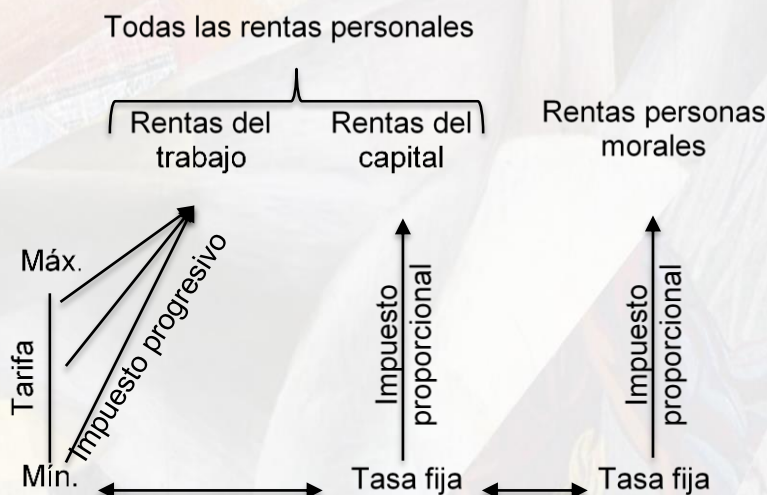 Todas las rentas personales
Rentas del
trabajo
Rentas del
capital
Rentas personas
morales
Máx.
Tarifa
Mín.
Impuesto progresivo
Impuesto
proporcional
Tasa fija
Impuesto
proporcional
Tasa fija